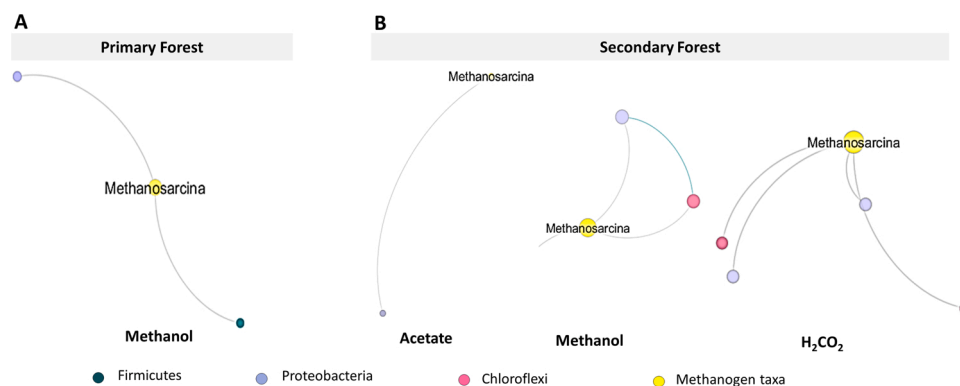 A
B
Primary Forest
Secondary Forest
Methanosarcina
Methanosarcina
Methanosarcina
Methanosarcina
Methanol
Acetate
Methanol
H₂CO₂
Firmicutes
Proteobacteria
Chloroflexi
Methanogen taxa